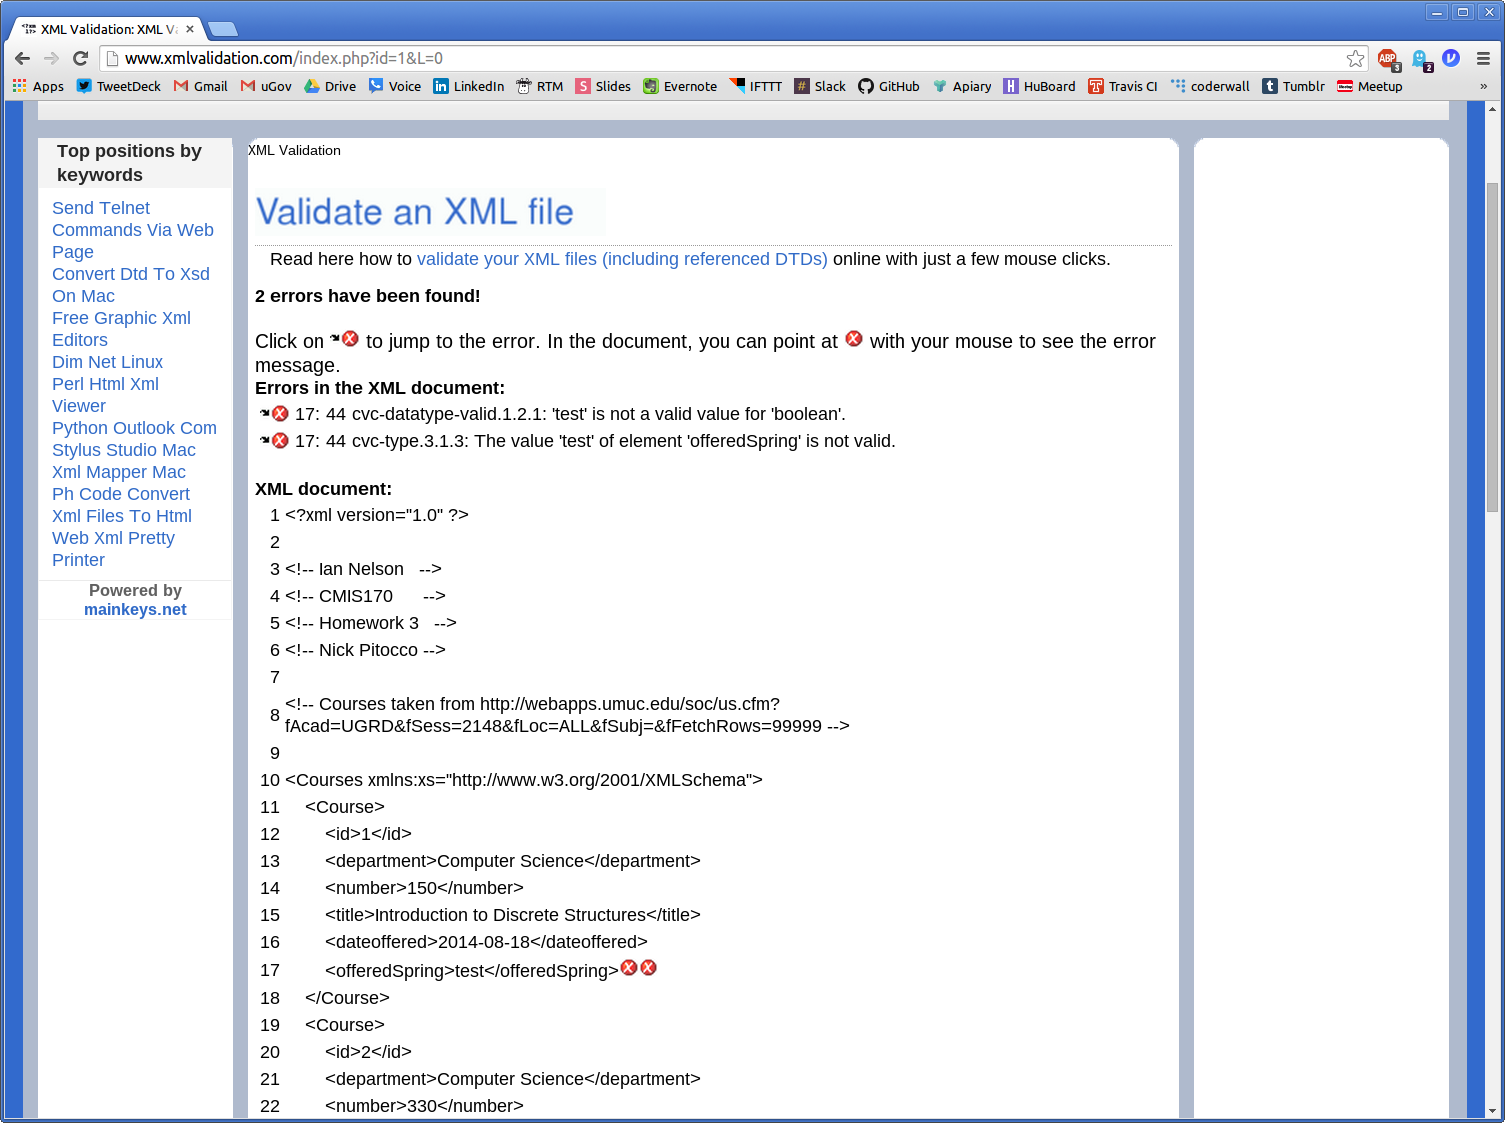 XML Validation: XML Va
www.xmlvalidation.com/index.php?id=1&L=0
ABP
3
2
Apps TweetDeck Gmail uGov Drive Voice LinkedIn RTM Slides Evernote IFTTT Slack GitHub Apiary HuBoard Travis CI coderwall Tumblr Meetup »
Top positions by
keywords
Send Telnet
Commands Via Web
Page
Convert Dtd To Xsd
On Mac
Free Graphic Xml
Editors
Dim Net Linux
Perl Html Xml
Viewer
Python Outlook Com
Stylus Studio Mac
Xml Mapper Mac
Ph Code Convert
Xml Files To Html
Web Xml Pretty
Printer
Powered by
mainkeys.net
XML Validation
Validate an XML file
Read here how to validate your XML files (including referenced DTDs) online with just a few mouse clicks.
2 errors have been found!
Click on to jump to the error. In the document, you can point at with your mouse to see the error
message.
Errors in the XML document:
17: 44 cvc-datatype-valid.1.2.1: 'test' is not a valid value for 'boolean'.
17: 44 cvc-type.3.1.3: The value 'test' of element 'offeredSpring' is not valid.
XML document:
1 <?xml version="1.0" ?>
2
3 <!-- Ian Nelson   -->
4 <!-- CMIS170      -->
5 <!-- Homework 3   -->
6 <!-- Nick Pitocco -->
7
8 <!-- Courses taken from http://webapps.umuc.edu/soc/us.cfm?
fAcad=UGRD&fSess=2148&fLoc=ALL&fSubj=&fFetchRows=99999 -->
9
10 <Courses xmlns:xs="http://www.w3.org/2001/XMLSchema">
11 <Course>
12 <id>1</id>
13 <department>Computer Science</department>
14 <number>150</number>
15 <title>Introduction to Discrete Structures</title>
16 <dateoffered>2014-08-18</dateoffered>
17 <offeredSpring>test</offeredSpring>
18 </Course>
19 <Course>
20 <id>2</id>
21 <department>Computer Science</department>
22 <number>330</number>